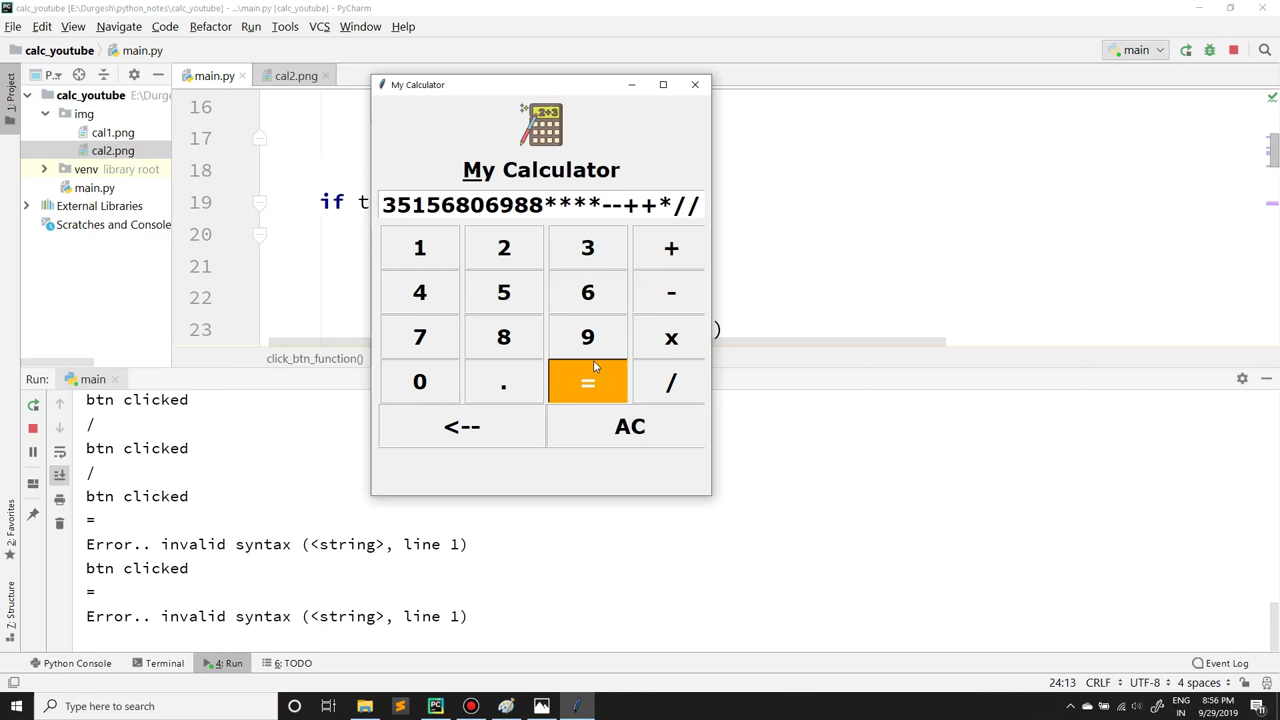 calc_youtube [E:\Durgesh\python_notes\calc_youtube] - ...\main.py - PyCharm
File Edit View Navigate Code Refactor Run Tools VCS Window Help
calc_youtube main.py main
1: Project P... main.py cal2.png
calc_youtube E:\Durge
img
cal1.png
cal2.png
venv library root
main.py
External Libraries
Scratches and Console
16
17
18
19 if t
20
21
22
23 )
click_btn_function()
My Calculator
2+3
My Calculator
35156806988****--++*//
1 2 3 +
4 5 6 -
7 8 9 x
0 . = /
<-- AC
Run: main
btn clicked
/
btn clicked
/
btn clicked
=
Error.. invalid syntax (<string>, line 1)
btn clicked
=
Error.. invalid syntax (<string>, line 1)
2: Favorites
7: Structure
Python Console Terminal 4: Run 6: TODO Event Log
24:13 CRLF UTF-8 4 spaces
Type here to search
ENG
IN
8:56 PM
9/29/2019